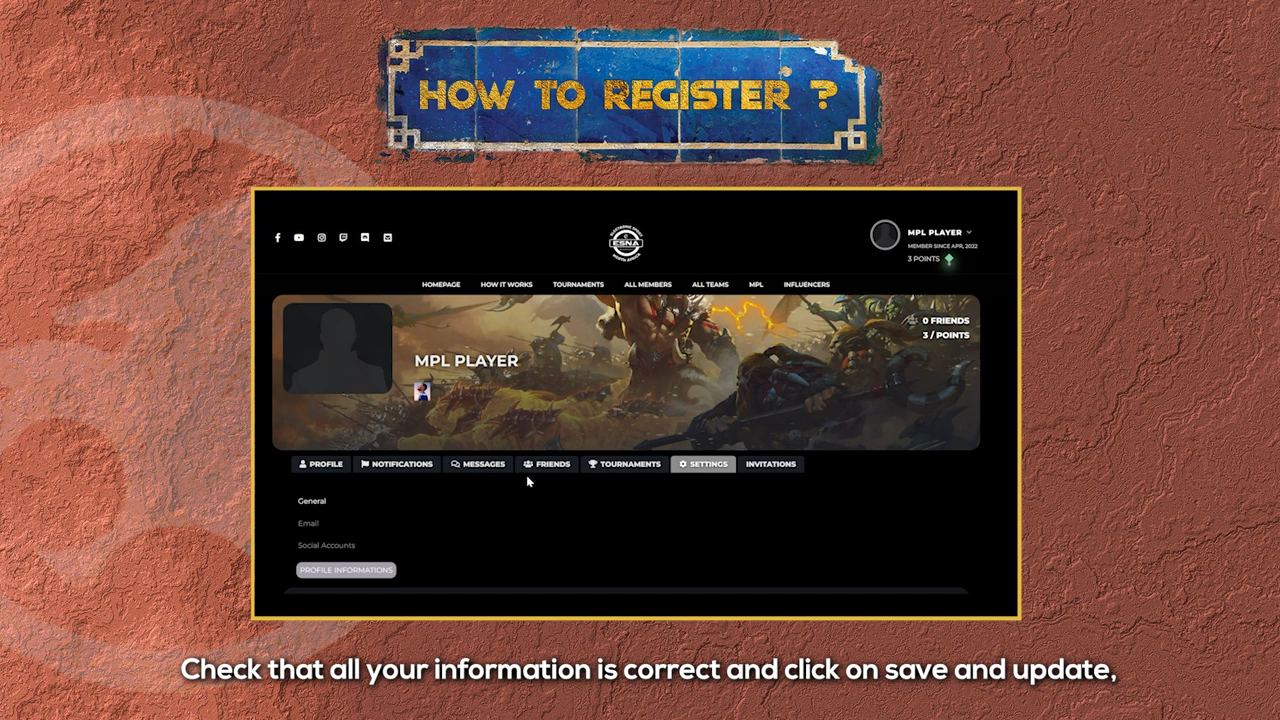 HOW TO REGISTER ?
ESNA
MPL PLAYER
MEMBER SINCE APR, 2022
3 POINTS
HOMEPAGE HOW IT WORKS TOURNAMENTS ALL MEMBERS ALL TEAMS MPL INFLUENCERS
0 FRIENDS
3 / POINTS
MPL PLAYER
PROFILE NOTIFICATIONS MESSAGES FRIENDS TOURNAMENTS SETTINGS INVITATIONS
General
Email
Social Accounts
PROFILE INFORMATIONS
Check that all your information is correct and click on save and update,